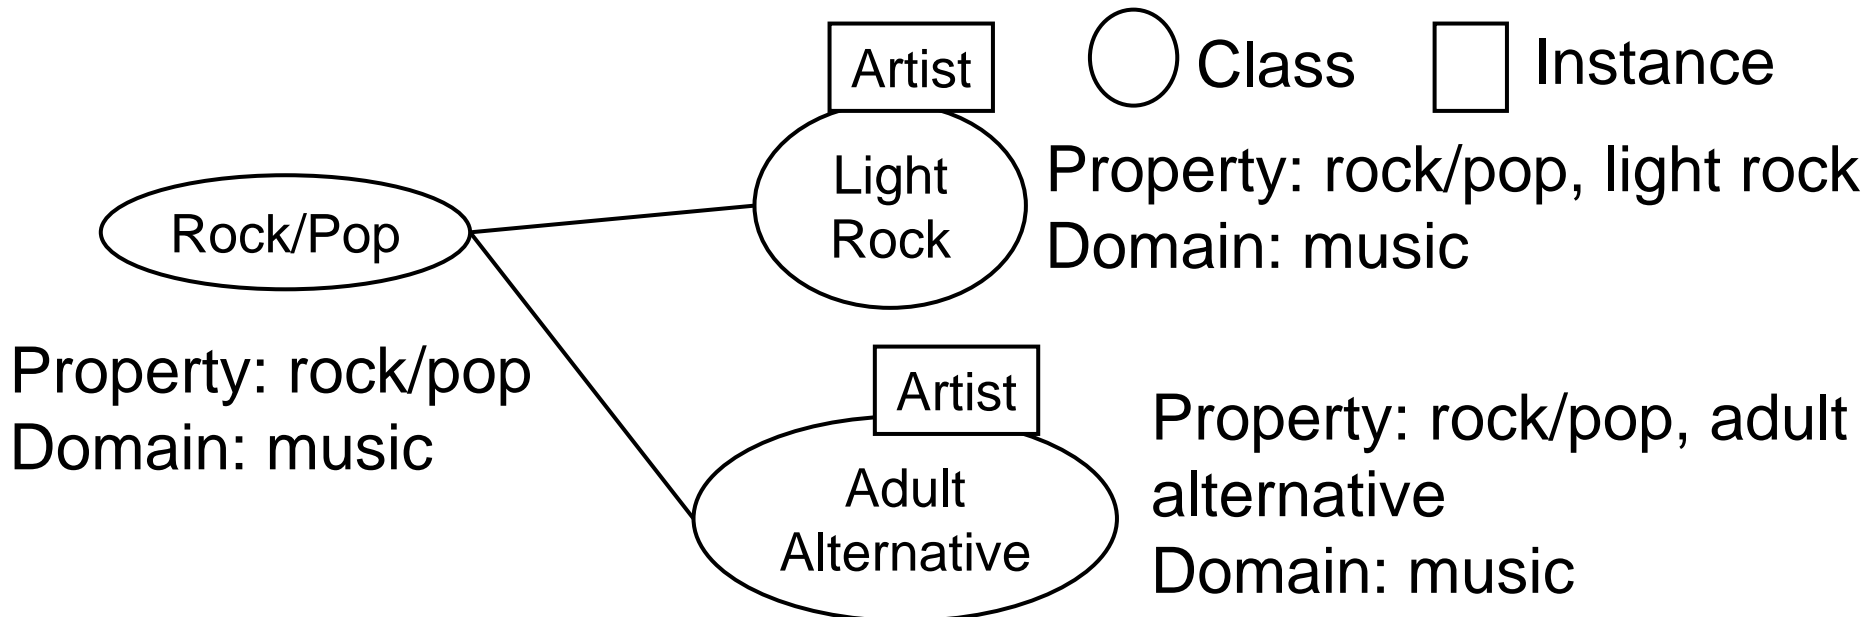 Artist
Class
Instance
Light
Rock
Property: rock/pop, light rock
Domain: music
Rock/Pop
Property: rock/pop
Domain: music
Artist
Adult
Alternative
Property: rock/pop, adult
alternative
Domain: music